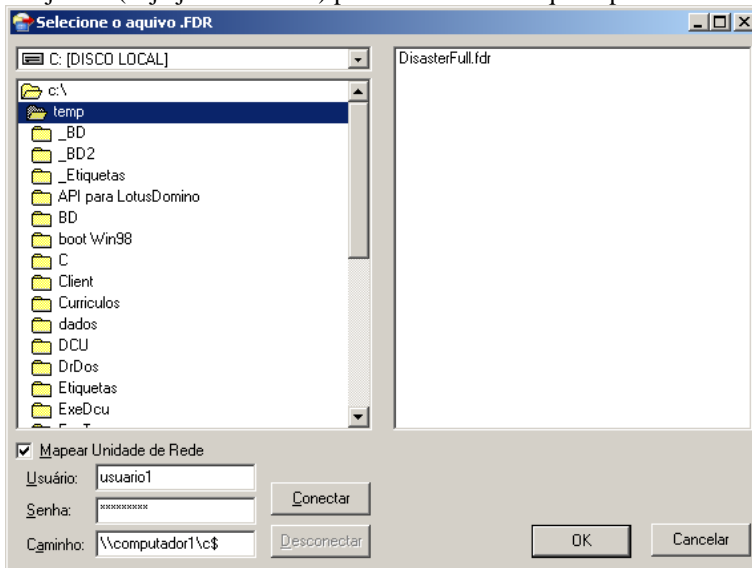 Selecione o aquivo .FDR
C: [DISCO LOCAL]
DisasterFull.fdr
c:\
temp
_BD
_BD2
_Etiquetas
API para LotusDomino
BD
boot Win98
C
Client
Curriculos
dados
DCU
DrDos
Etiquetas
ExeDcu
Mapear Unidade de Rede
Usuário: usuario1
Senha: *********
Conectar
Caminho: \\computador1\c$
Desconectar
OK
Cancelar